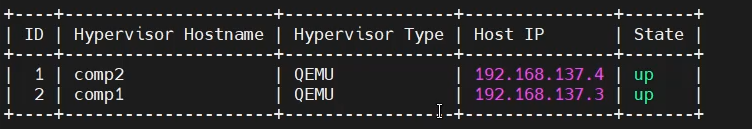 +----+---------------------+-----------------+---------------+-------+
| ID | Hypervisor Hostname | Hypervisor Type | Host IP       | State |
+----+---------------------+-----------------+---------------+-------+
|  1 | comp2               | QEMU            | 192.168.137.4 | up    |
|  2 | comp1               | QEMU            | 192.168.137.3 | up    |
+----+---------------------+-----------------+---------------+-------+